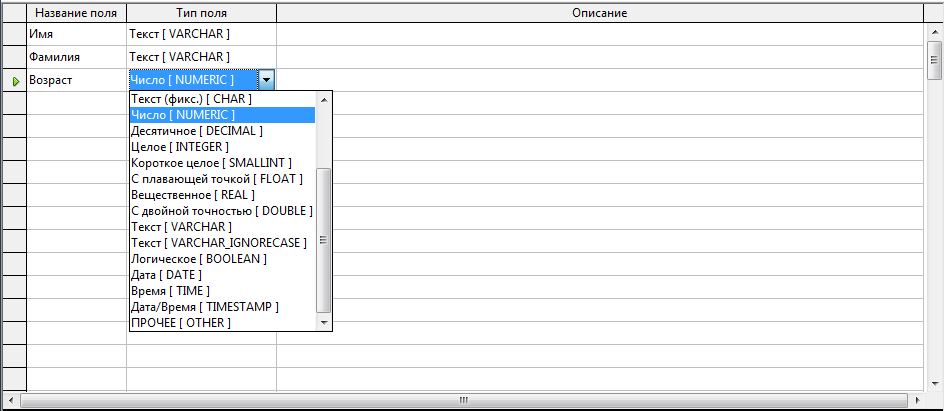 Название поля Тип поля Описание
Имя Текст [ VARCHAR ]
Фамилия Текст [ VARCHAR ]
Возраст Число [ NUMERIC ]
Текст (фикс.) [ CHAR ]
Число [ NUMERIC ]
Десятичное [ DECIMAL ]
Целое [ INTEGER ]
Короткое целое [ SMALLINT ]
С плавающей точкой [ FLOAT ]
Вещественное [ REAL ]
С двойной точностью [ DOUBLE ]
Текст [ VARCHAR ]
Текст [ VARCHAR_IGNORECASE ]
Логическое [ BOOLEAN ]
Дата [ DATE ]
Время [ TIME ]
Дата/Время [ TIMESTAMP ]
ПРОЧЕЕ [ OTHER ]